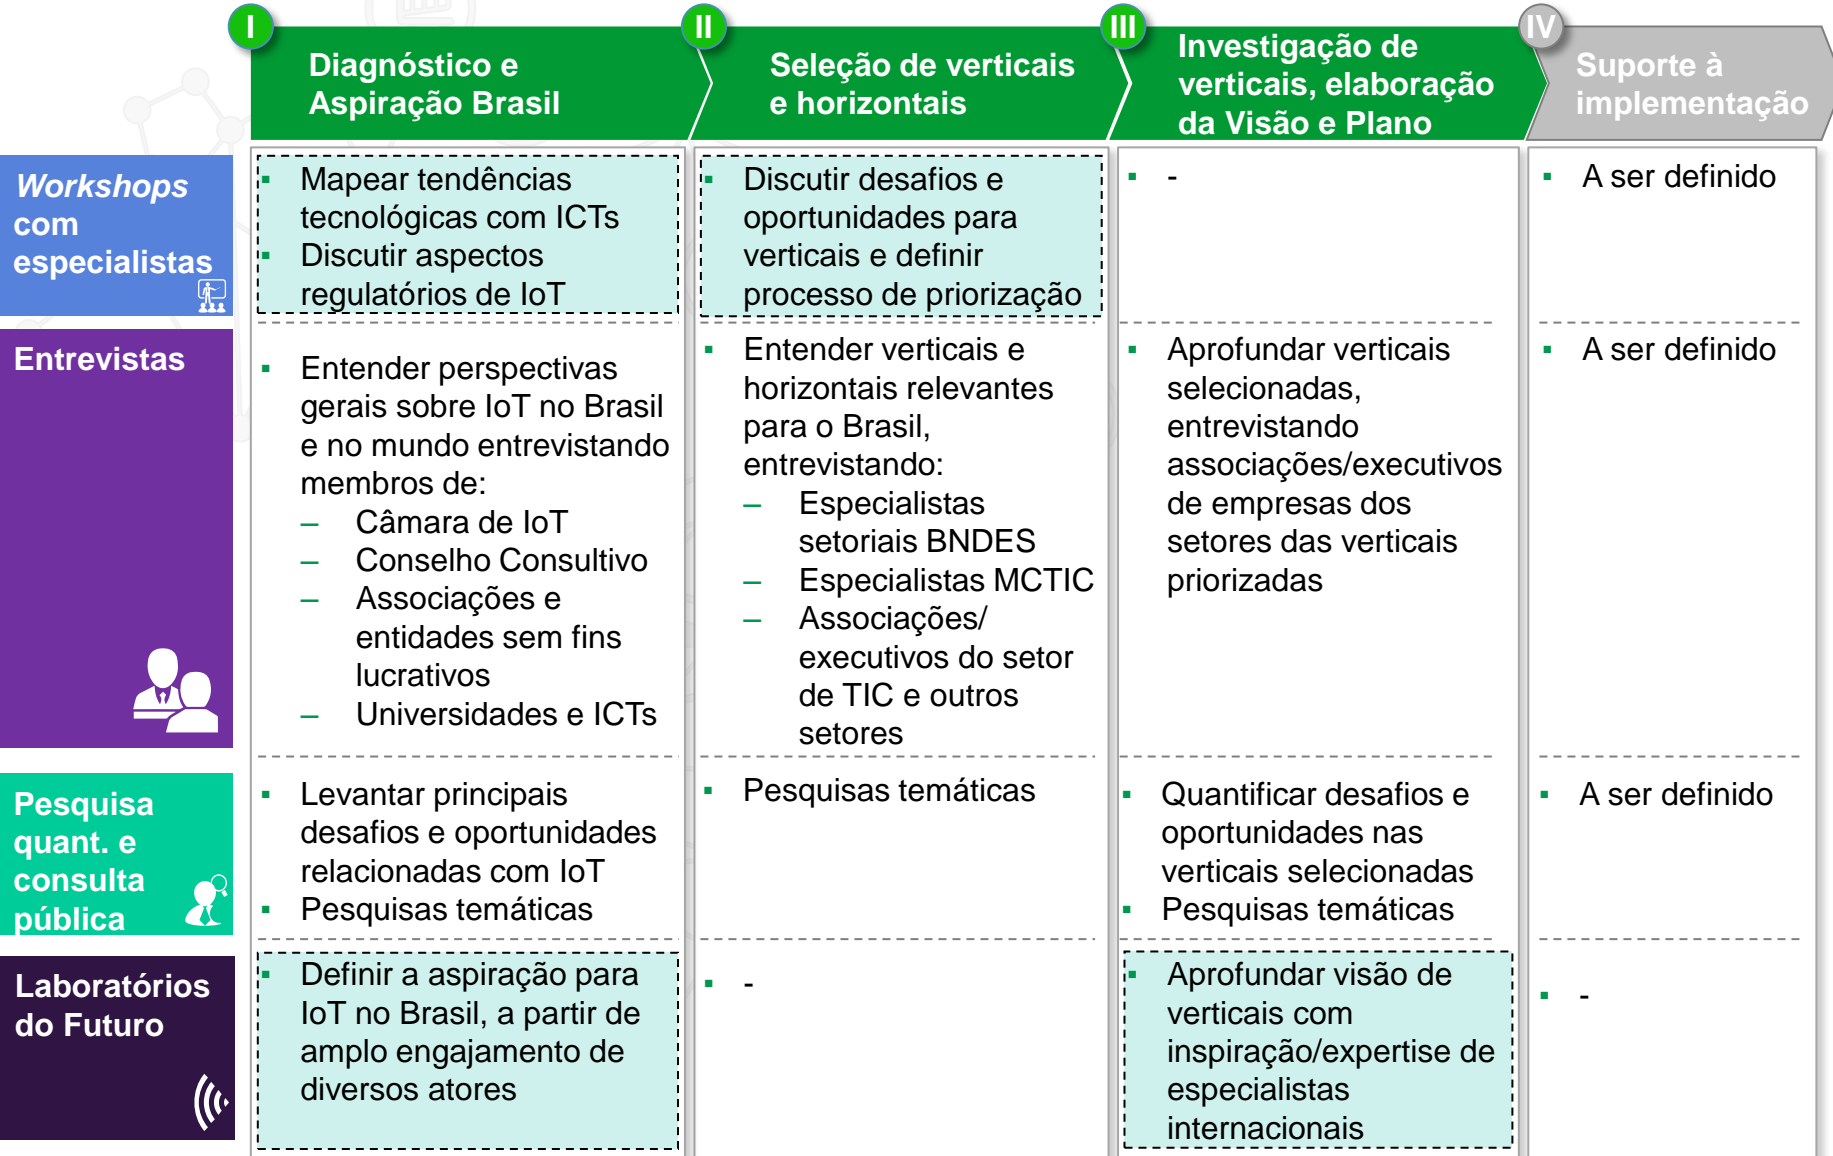 I
II
III
IV
Diagnóstico e
Aspiração Brasil
Seleção de verticais
e horizontais
Investigação de
verticais, elaboração
da Visão e Plano
Suporte à
implementação
Workshops
com
especialistas
▪ Mapear tendências
tecnológicas com ICTs
▪ Discutir aspectos
regulatórios de IoT
▪ Discutir desafios e
oportunidades para
verticais e definir
processo de priorização
▪ -
▪ A ser definido
Entrevistas
▪ Entender perspectivas
gerais sobre IoT no Brasil
e no mundo entrevistando
membros de:
– Câmara de IoT
– Conselho Consultivo
– Associações e
entidades sem fins
lucrativos
– Universidades e ICTs
▪ Entender verticais e
horizontais relevantes
para o Brasil,
entrevistando:
– Especialistas
setoriais BNDES
– Especialistas MCTIC
– Associações/
executivos do setor
de TIC e outros
setores
▪ Aprofundar verticais
selecionadas,
entrevistando
associações/executivos
de empresas dos
setores das verticais
priorizadas
▪ A ser definido
Pesquisa
quant. e
consulta
pública
▪ Levantar principais
desafios e oportunidades
relacionadas com IoT
▪ Pesquisas temáticas
▪ Pesquisas temáticas
▪ Quantificar desafios e
oportunidades nas
verticais selecionadas
▪ Pesquisas temáticas
▪ A ser definido
Laboratórios
do Futuro
▪ Definir a aspiração para
IoT no Brasil, a partir de
amplo engajamento de
diversos atores
▪ -
▪ Aprofundar visão de
verticais com
inspiração/expertise de
especialistas
internacionais
▪ -